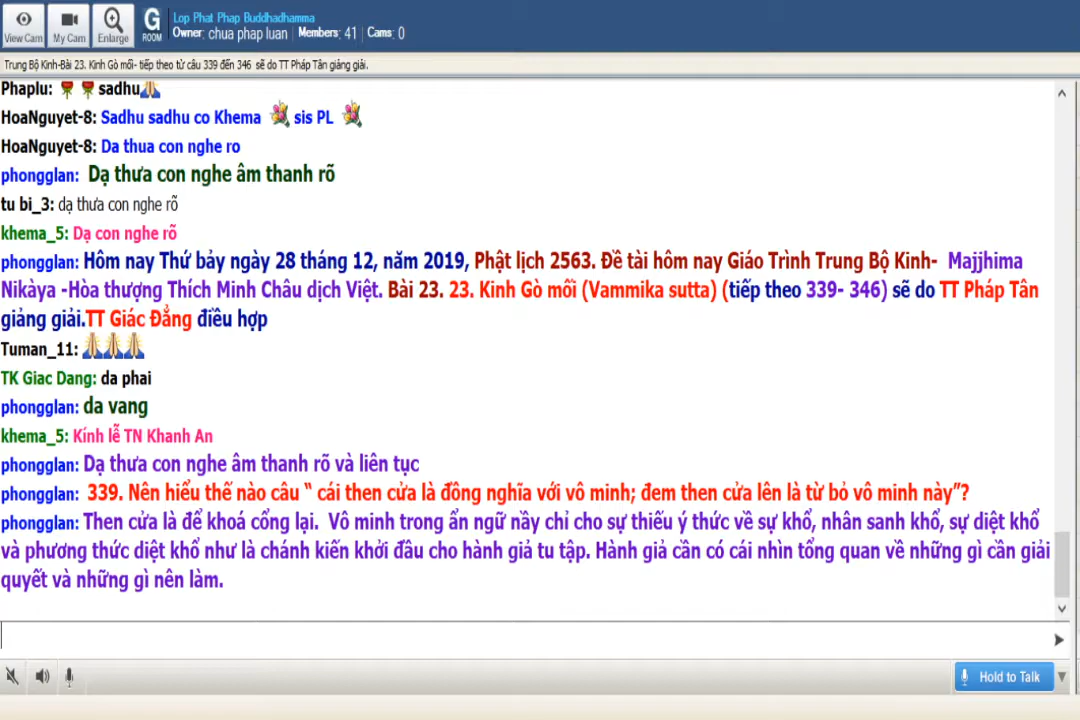 Lop Phat Phap Buddhadhamma
View Cam
My Cam
Enlarge
G
ROOM
Owner: chua phap luan | Members: 41 | Cams: 0
Trung Bộ Kinh-Bài 23. Kinh Gò mối- tiếp theo từ câu 339 đến 346 sẽ do TT Pháp Tân giảng giải.
Phaplu: sadhu
HoaNguyet-8: Sadhu sadhu co Khema sis PL
HoaNguyet-8: Da thua con nghe ro
phongglan: Dạ thưa con nghe âm thanh rõ
tu bi_3: dạ thưa con nghe rõ
khema_5: Dạ con nghe rõ
phongglan: Hôm nay Thứ bảy ngày 28 tháng 12, năm 2019, Phật lịch 2563. Đề tài hôm nay Giáo Trình Trung Bộ Kinh- Majjhima
Nikàya -Hòa thượng Thích Minh Châu dịch Việt. Bài 23. 23. Kinh Gò mối (Vammika sutta) (tiếp theo 339- 346) sẽ do TT Pháp Tân
giảng giải.TT Giác Đẳng điều hợp
Tuman_11:
TK Giac Dang: da phai
phongglan: da vang
khema_5: Kính lễ TN Khanh An
phongglan: Dạ thưa con nghe âm thanh rõ và liên tục
phongglan: 339. Nên hiểu thế nào câu “ cái then cửa là đồng nghĩa với vô minh; đem then cửa lên là từ bỏ vô minh này”?
phongglan: Then cửa là để khoá cổng lại. Vô minh trong ẩn ngữ nầy chỉ cho sự thiếu ý thức về sự khổ, nhân sanh khổ, sự diệt khổ
và phương thức diệt khổ như là chánh kiến khởi đầu cho hành giả tu tập. Hành giả cần có cái nhìn tổng quan về những gì cần giải
quyết và những gì nên làm.
Hold to Talk